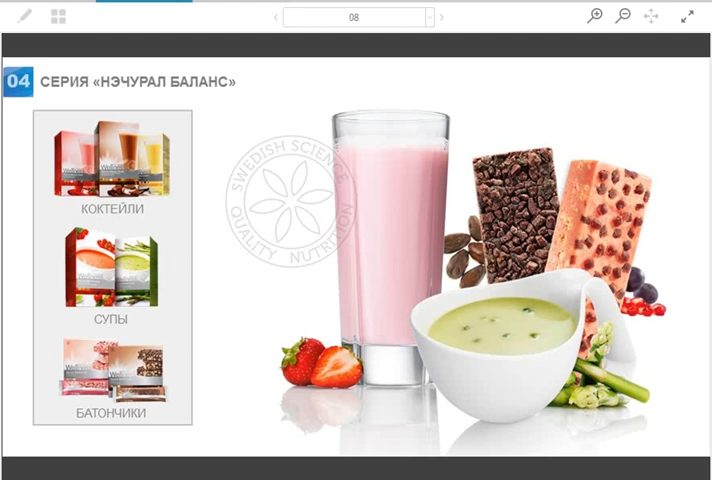 08
04 СЕРИЯ «НЭЧУРАЛ БАЛАНС»
SWEDISH SCIENCE
QUALITY NUTRITION
КОКТЕЙЛИ
СУПЫ
БАТОНЧИКИ